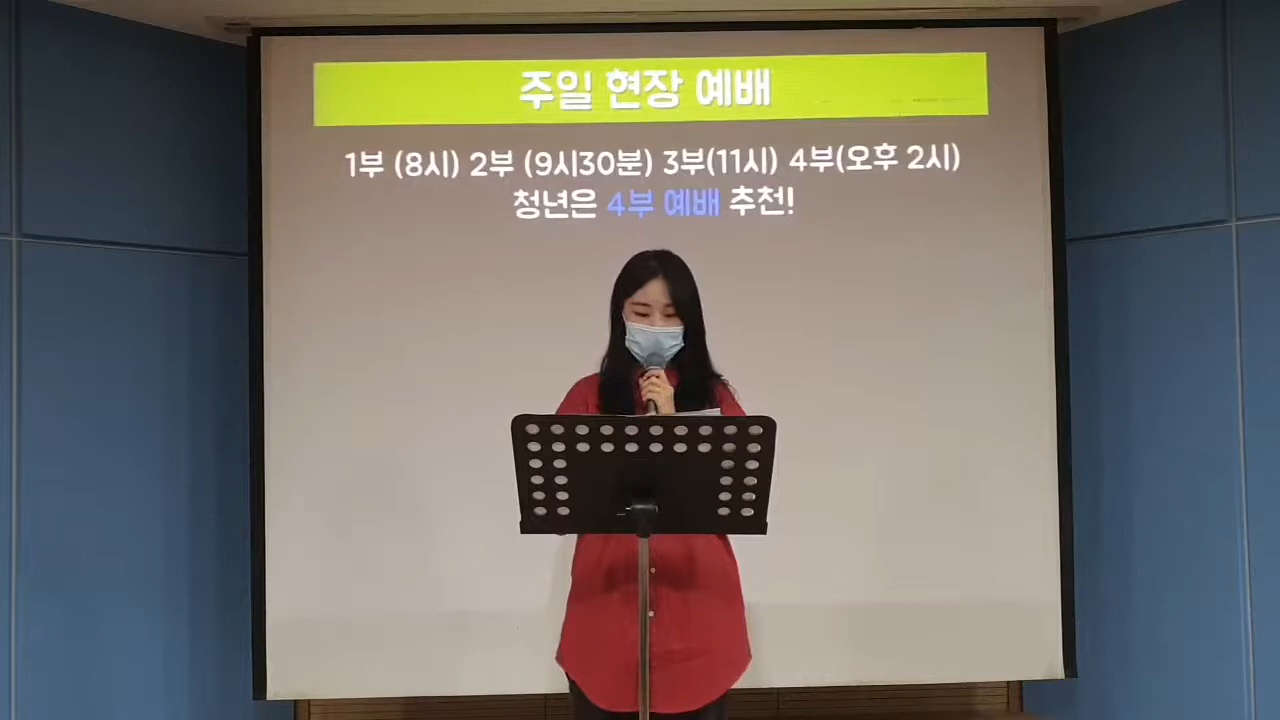 주일 현장 예배
1부 (8시) 2부 (9시30분) 3부(11시) 4부(오후 2시)
청년은 4부 예배 추천!